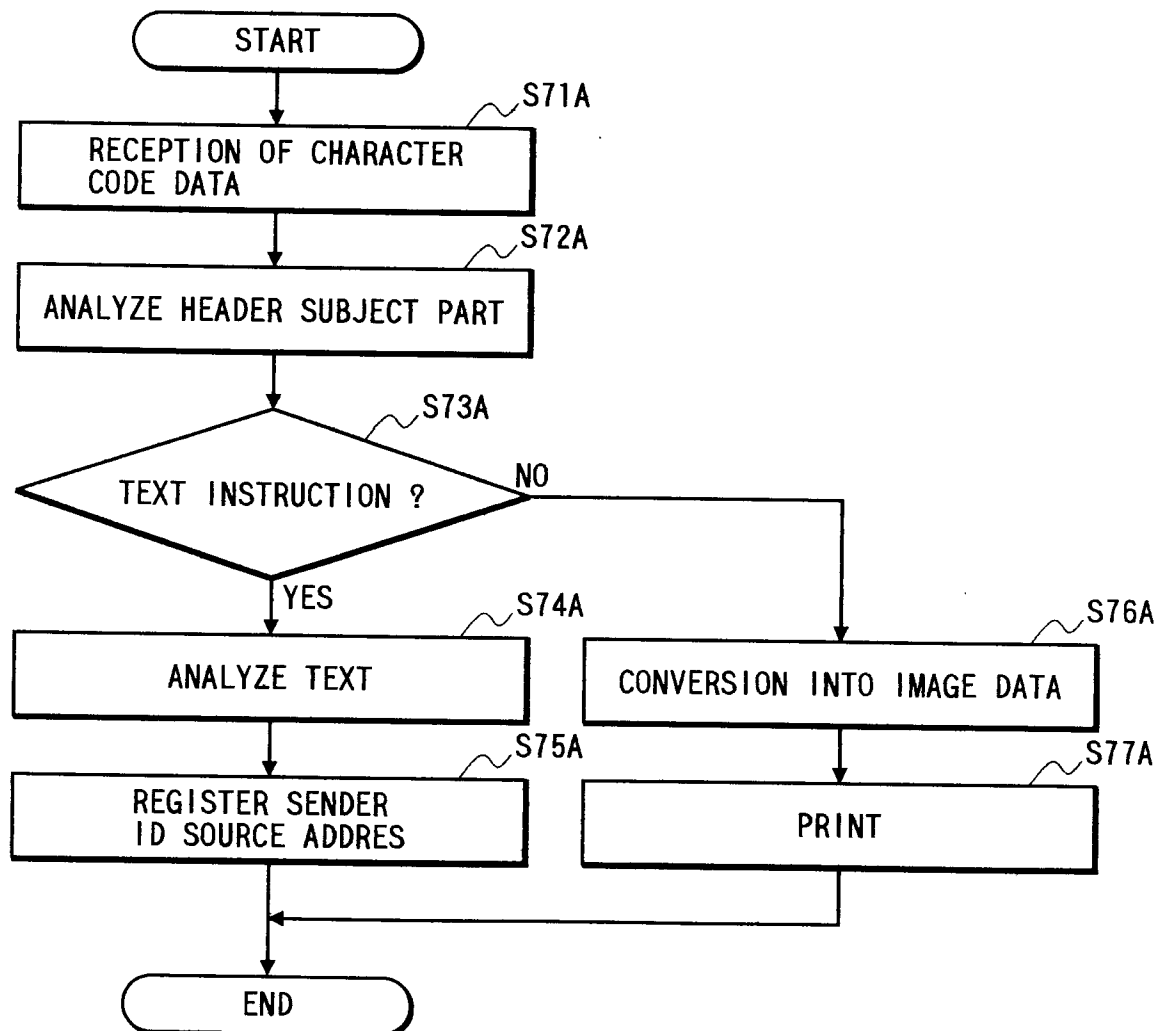 START
S71A
RECEPTION OF CHARACTER
CODE DATA
S72A
ANALYZE HEADER SUBJECT PART
S73A
TEXT INSTRUCTION ?
NO
YES
S74A
ANALYZE TEXT
S76A
CONVERSION INTO IMAGE DATA
S75A
REGISTER SENDER
ID SOURCE ADDRES
S77A
PRINT
END